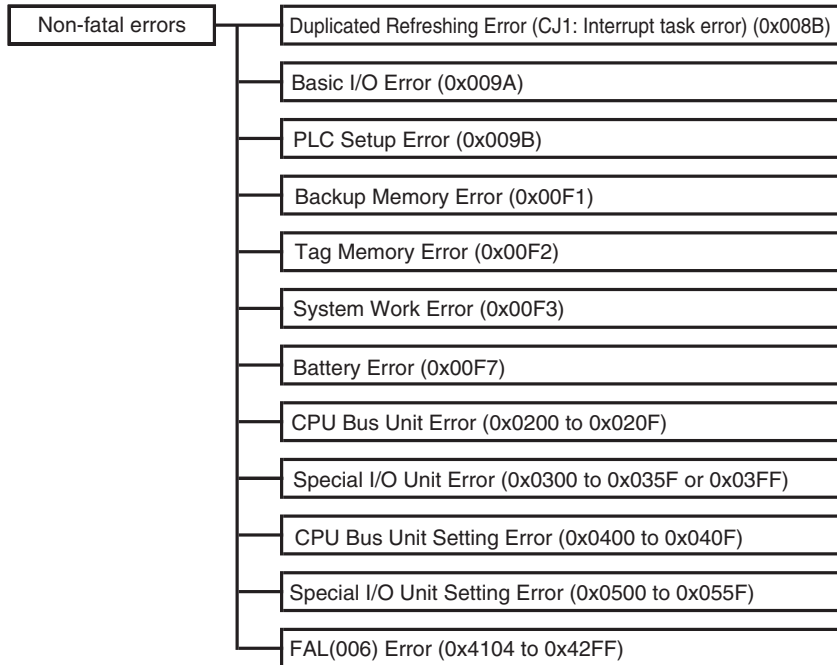 Non-fatal errors
Duplicated Refreshing Error (CJ1: Interrupt task error) (0x008B)
Basic I/O Error (0x009A)
PLC Setup Error (0x009B)
Backup Memory Error (0x00F1)
Tag Memory Error (0x00F2)
System Work Error (0x00F3)
Battery Error (0x00F7)
CPU Bus Unit Error (0x0200 to 0x020F)
Special I/O Unit Error (0x0300 to 0x035F or 0x03FF)
CPU Bus Unit Setting Error (0x0400 to 0x040F)
Special I/O Unit Setting Error (0x0500 to 0x055F)
FAL(006) Error (0x4104 to 0x42FF)